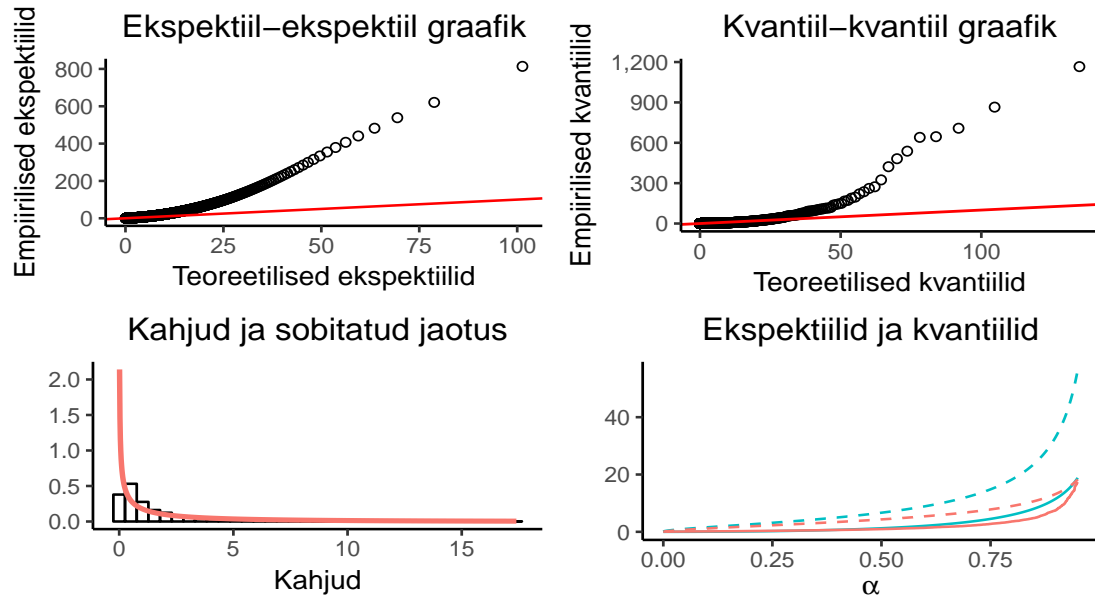 Ekspektiil−ekspektiil graafik
Empiirilised ekspektiilid
800
600
400
200
0
0 25 50 75 100
Teoreetilised ekspektiilid
Kvantiil−kvantiil graafik
Empiirilised kvantiilid
1,200
900
600
300
0
0 50 100
Teoreetilised kvantiilid
Kahjud ja sobitatud jaotus
2.0
1.5
1.0
0.5
0.0
0 5 10 15
Kahjud
Ekspektiilid ja kvantiilid
40
20
0
0.00 0.25 0.50 0.75
α